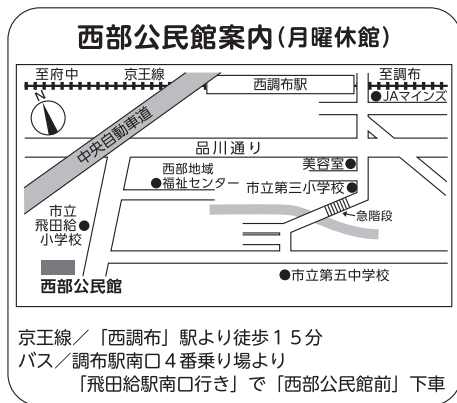 西部公民館案内(月曜休館)
至府中
京王線
西調布駅
至調布
N
JAマインズ
中央自動車道
品川通り
美容室
西部地域
福祉センター
市立第三小学校
急階段
市立
飛田給
小学校
西部公民館
市立第五中学校
京王線/「西調布」駅より徒歩15分
バス/調布駅南口4番乗り場より
「飛田給駅南口行き」で「西部公民館前」下車